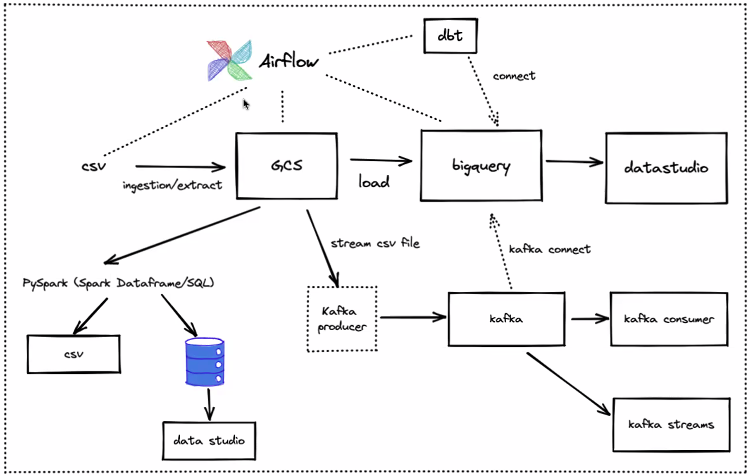 dbt
Airflow
connect
csv
ingestion/extract
GCS
load
bigquery
datastudio
stream csv file
kafka connect
PySpark (Spark Dataframe/SQL)
Kafka
producer
kafka
kafka consumer
csv
data studio
kafka streams